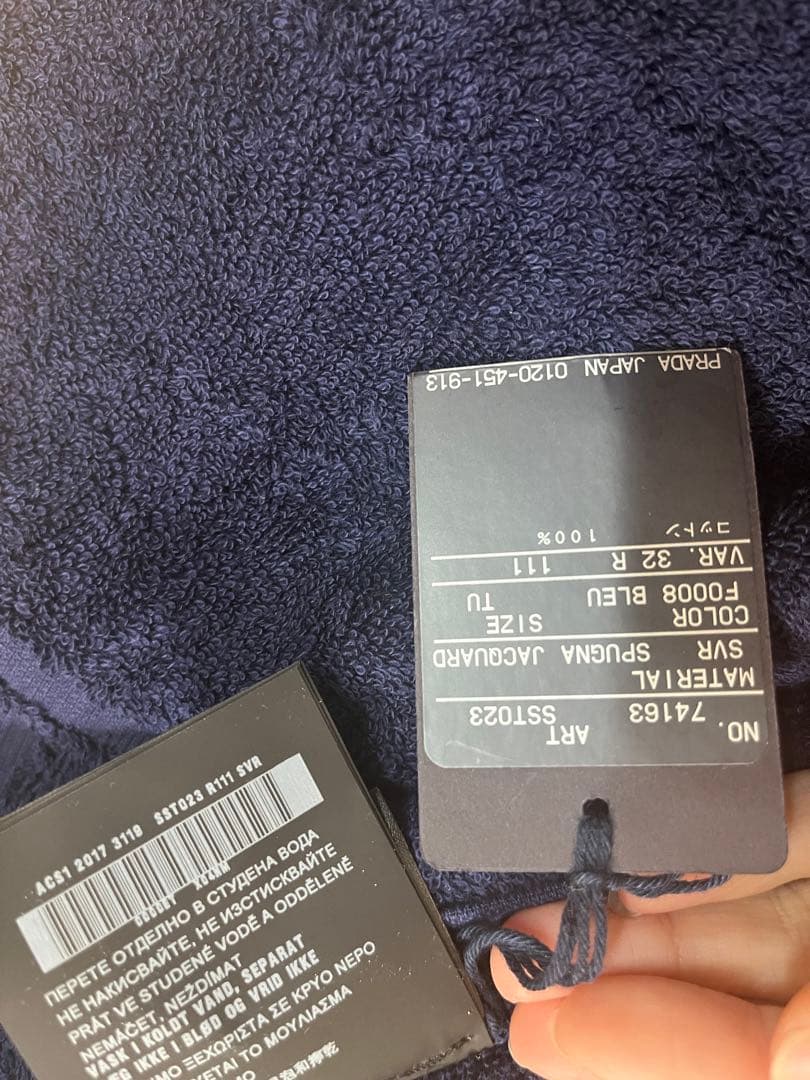 NO. 74163 ART SST023
MATERIAL
SVR SPUGNA JACQUARD
COLOR SIZE
F0008 BLEU TU
VAR. 32 R 111
コットン 100%
PRADA JAPAN 0120-451-913
ACS1 2017 3119 SST023 R111 SVR
ПЕРЕТЕ ОТДЕЛНО В СТУДЕНА ВОДА
НЕ НАКИСВАЙТЕ, НЕ ИЗСТИСКВАЙТЕ
PRÁT VE STUDENÉ VODĚ A ODDĚLENĚ
NEMÁČET, NEŽDÍMAT
VASK I KOLDT VAND, SEPARAT
IKKE I BLØD OG VRID IKKE
ΞΕΧΩΡΙΣΤΑ ΣΕ ΚΡΥΟ ΝΕΡΟ
ΤΟ ΜΟΥΛΙΑΣΜΑ